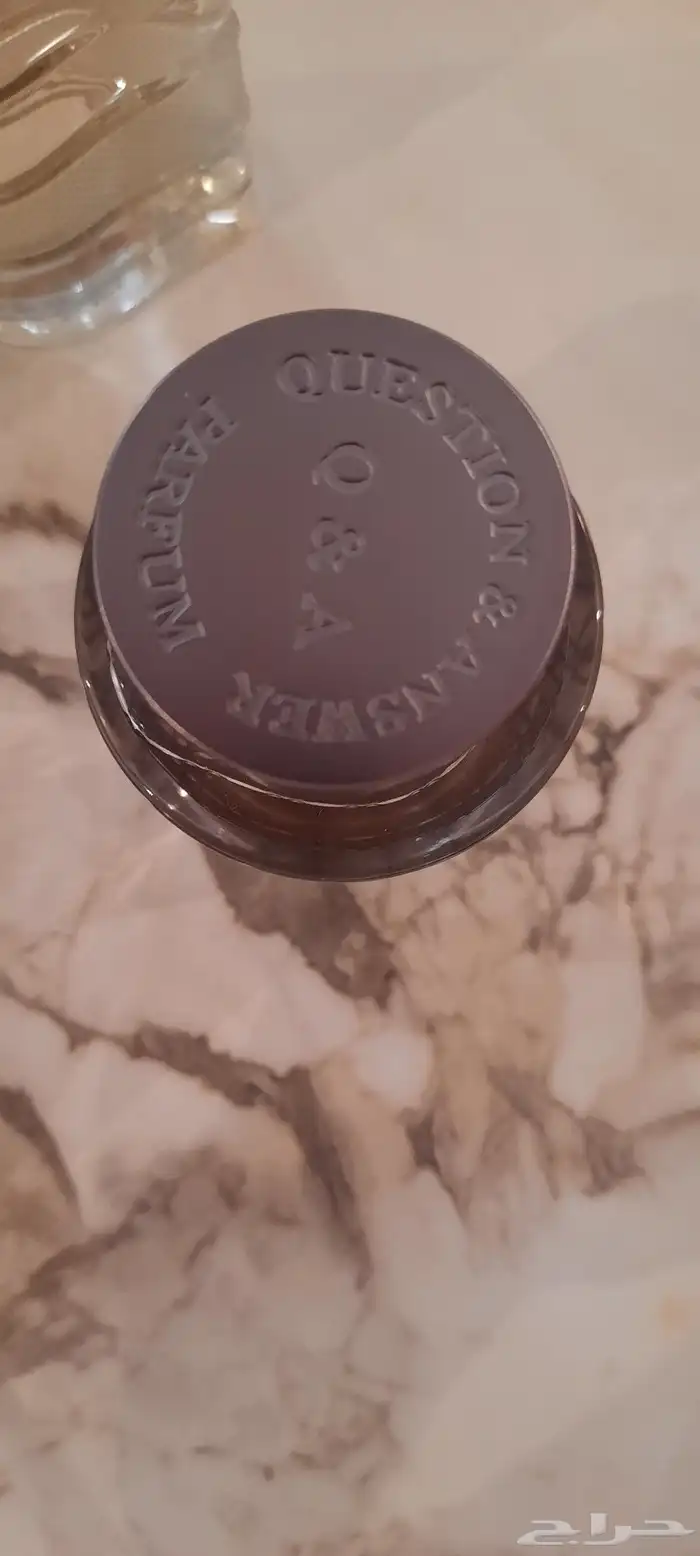 QUESTION & ANSWER
PARFUM
Q & A
حراج